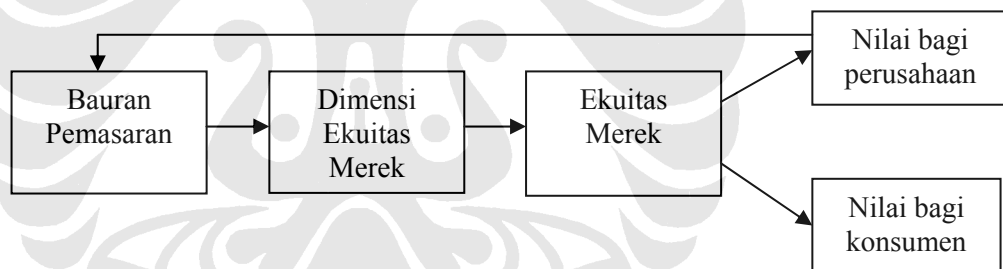 Bauran
Pemasaran
Dimensi
Ekuitas
Merek
Ekuitas
Merek
Nilai bagi
perusahaan
Nilai bagi
konsumen